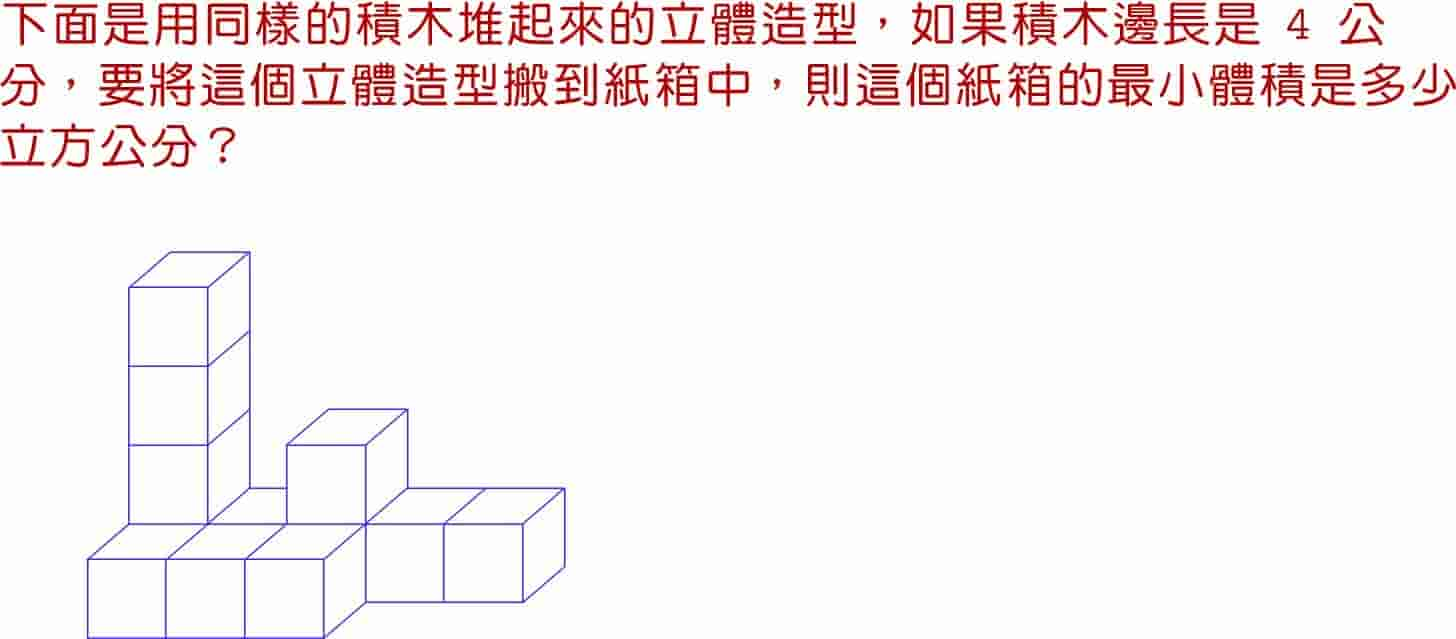 下面是用同樣的積木堆起來的立體造型，如果積木邊長是 4 公
分，要將這個立體造型搬到紙箱中，則這個紙箱的最小體積是多少
立方公分？